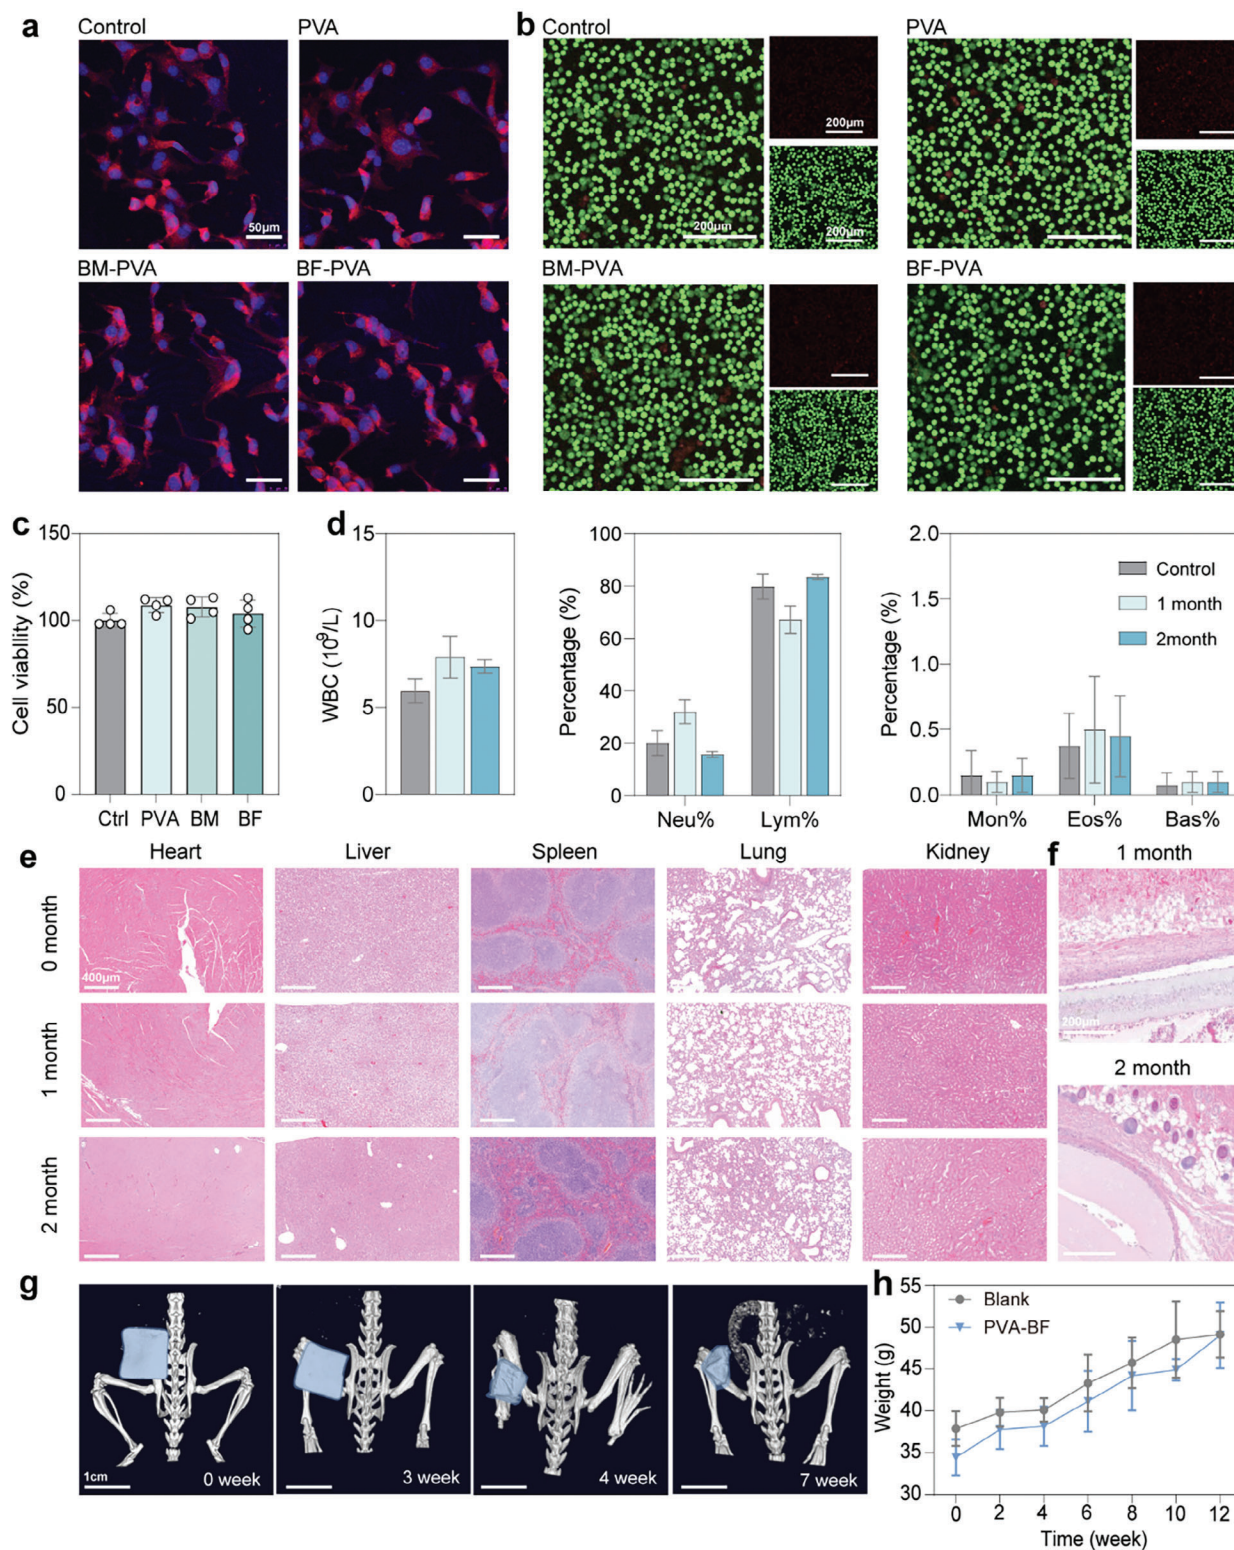 a
Control
PVA
50µm
BM-PVA
BF-PVA
b
Control
PVA
200µm
200µm
200µm
BM-PVA
BF-PVA
c
Cell viabllity (%)
150
100
50
0
Ctrl PVA BM BF
d
WBC (10⁹/L)
15
10
5
0
Percentage (%)
100
80
60
40
20
0
Neu% Lym%
Percentage (%)
2.0
1.5
1.0
0.5
0.0
Control
1 month
2month
Mon% Eos% Bas%
e
Heart Liver Spleen Lung Kidney
0 month
400µm
1 month
2 month
f
1 month
200µm
2 month
g
1cm
0 week
3 week
4 week
7 week
h
Weight (g)
55
50
45
40
35
30
Blank
PVA-BF
0 2 4 6 8 10 12
Time (week)